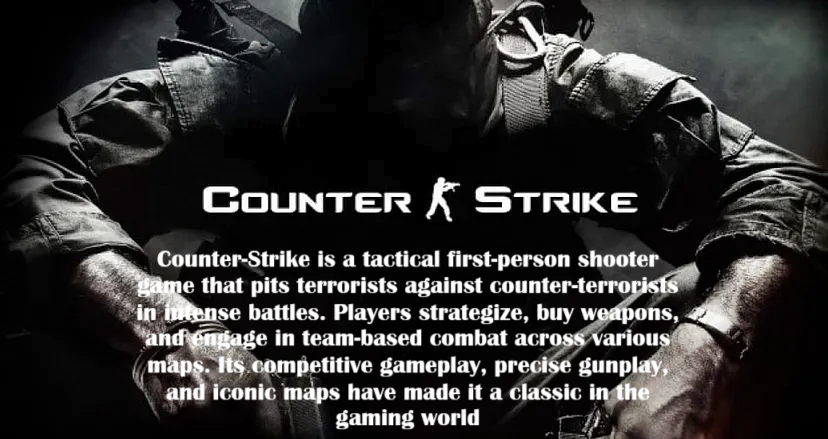 COUNTER STRIKE
Counter-Strike is a tactical first-person shooter
game that pits terrorists against counter-terrorists
in intense battles. Players strategize, buy weapons,
and engage in team-based combat across various
maps. Its competitive gameplay, precise gunplay,
and iconic maps have made it a classic in the
gaming world